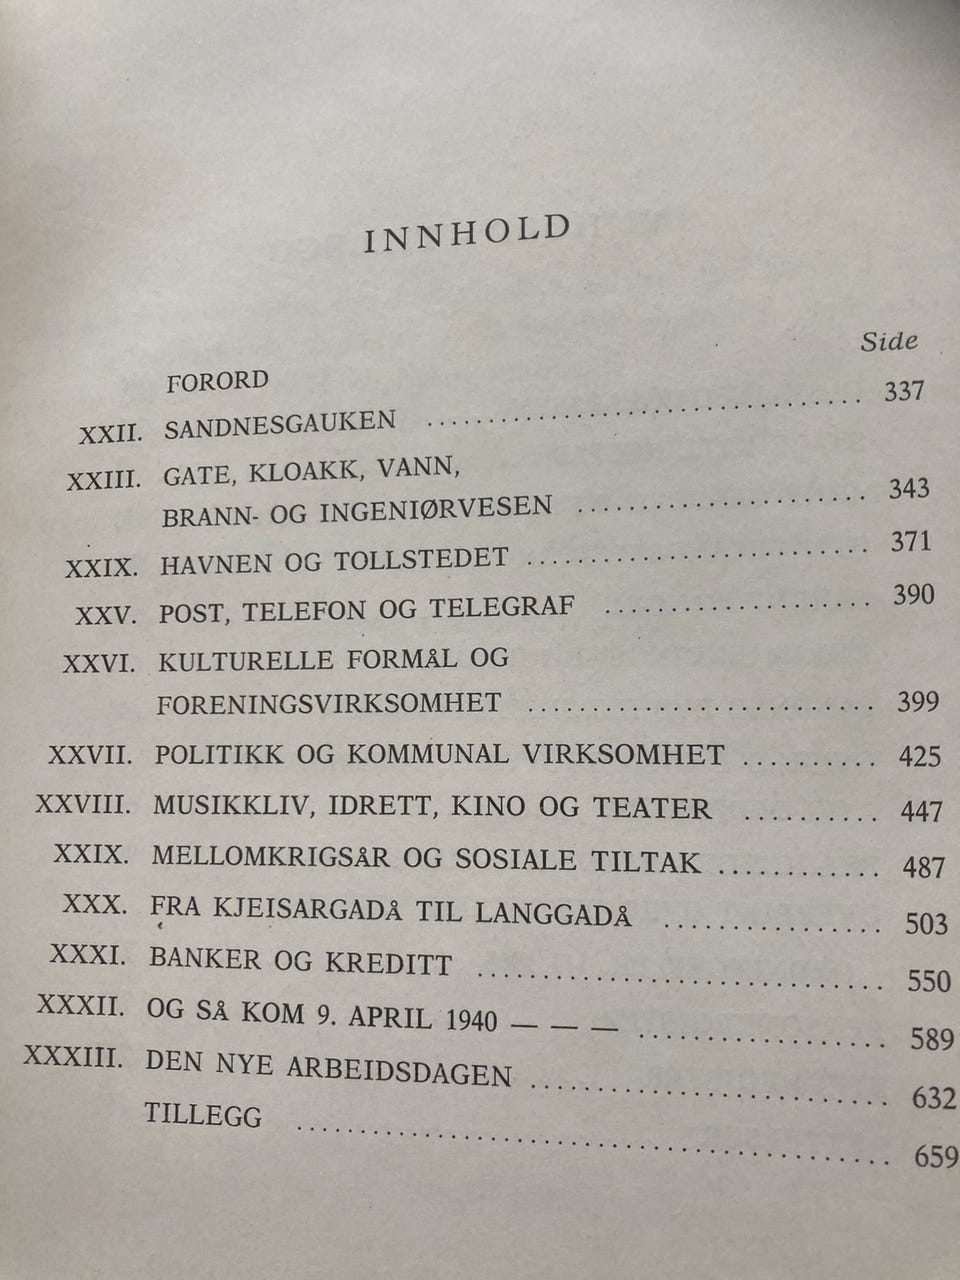 INNHOLD
Side
FORORD
XXII. SANDNESGAUKEN ........................ 337
XXIII. GATE, KLOAKK, VANN,
BRANN- OG INGENIØRVESEN .................. 343
XXIX. HAVNEN OG TOLLSTEDET ...................... 371
XXV. POST, TELEFON OG TELEGRAF ................. 390
XXVI. KULTURELLE FORMÅL OG
FORENINGSVIRKSOMHET ...................... 399
XXVII. POLITIKK OG KOMMUNAL VIRKSOMHET .......... 425
XXVIII. MUSIKKLIV, IDRETT, KINO OG TEATER .......... 447
XXIX. MELLOMKRIGSÅR OG SOSIALE TILTAK ............ 487
XXX. FRA KJEISARGADÅ TIL LANGGADÅ ................ 503
XXXI. BANKER OG KREDITT .............................. 550
XXXII. OG SÅ KOM 9. APRIL 1940 — — — .................. 589
XXXIII. DEN NYE ARBEIDSDAGEN .......................... 632
TILLEGG .......................................... 659